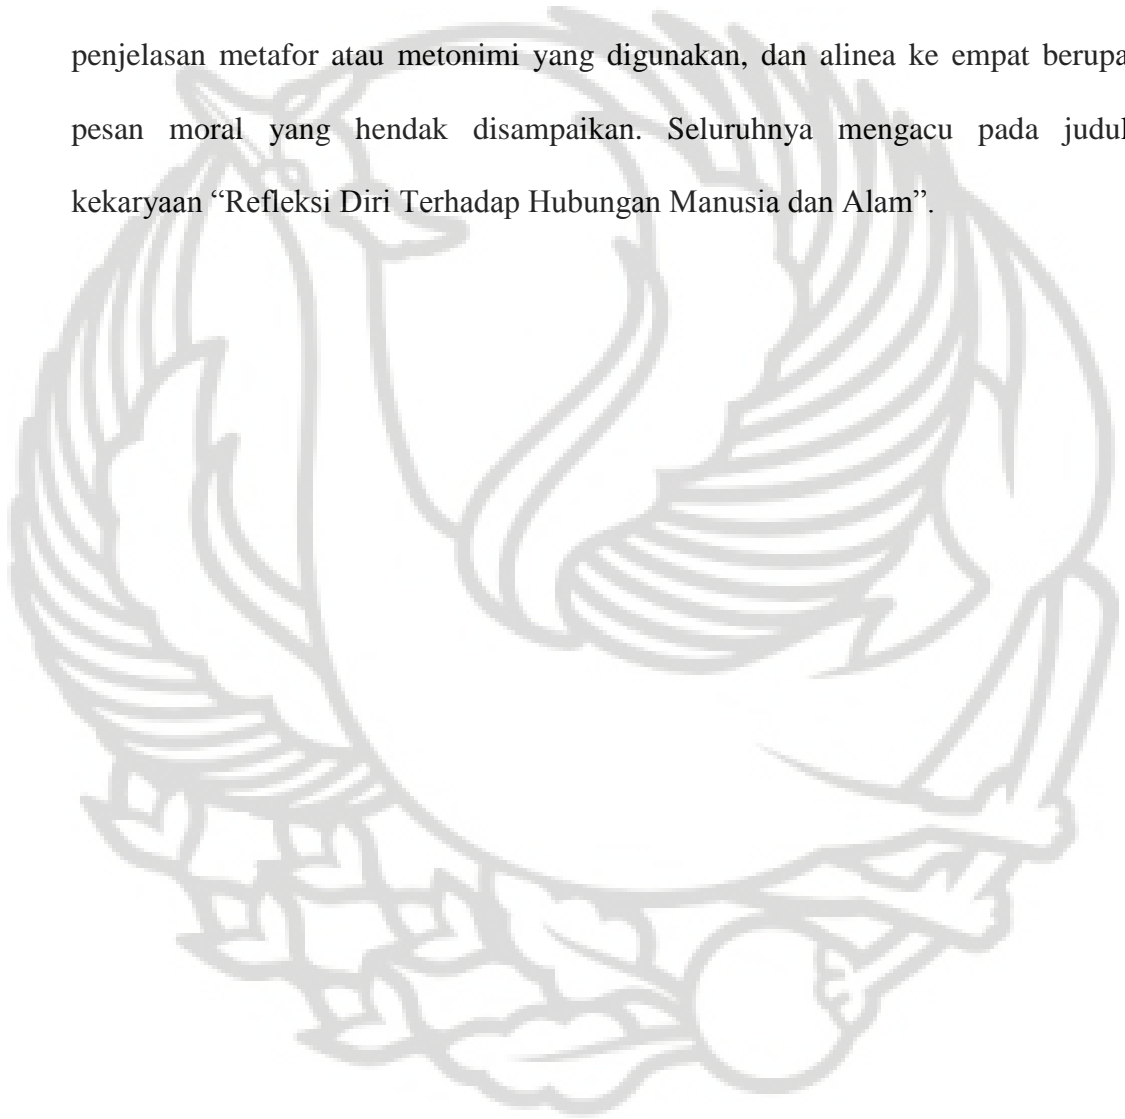 penjelasan metafor atau metonimi yang digunakan, dan alinea ke empat berupa
pesan moral yang hendak disampaikan. Seluruhnya mengacu pada judul
kekaryaan “Refleksi Diri Terhadap Hubungan Manusia dan Alam”.